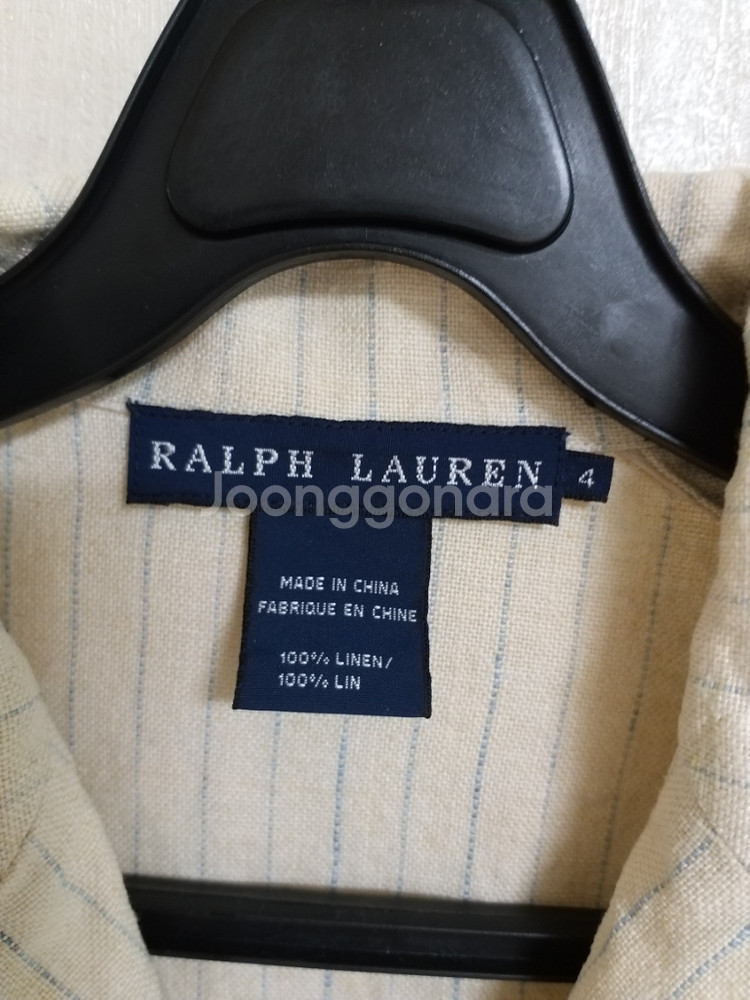 RALPH LAUREN 4
Joonggonara
MADE IN CHINA
FABRIQUE EN CHINE
100% LINEN/
100% LIN